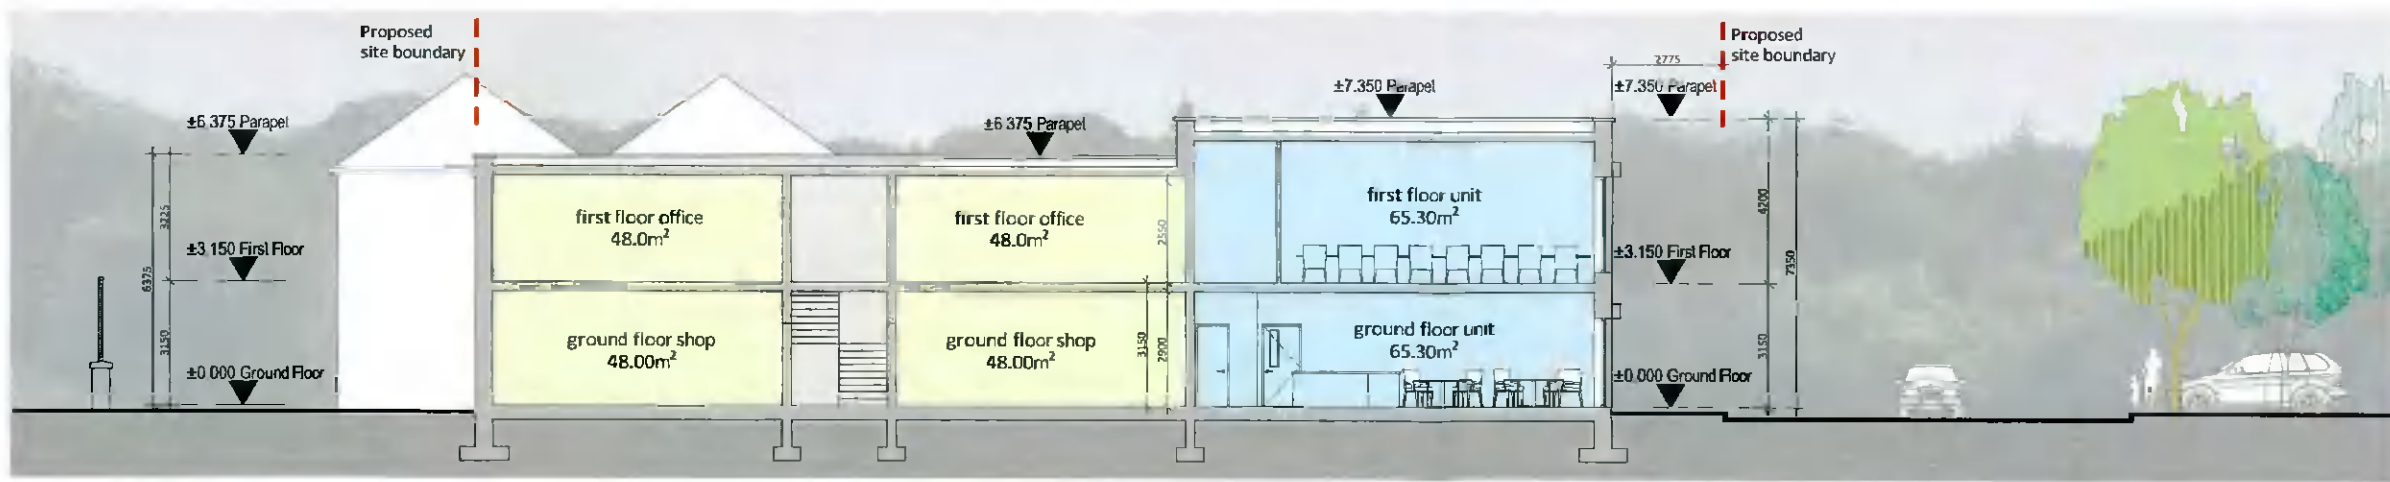 Proposed
site boundary
Proposed
site boundary
2775
±7.350 Parapet
±7.350 Parapet
±6 375 Parapet
±6 375 Parapet
first floor unit
65.30m²
first floor office
48.0m²
first floor office
48.0m²
3225
2550
4200
±3 150 First Floor
±3.150 First Floor
6375
7350
ground floor unit
65.30m²
ground floor shop
48.00m²
ground floor shop
48.00m²
3150
3150
2900
3150
±0 000 Ground Floor
±0.000 Ground Floor